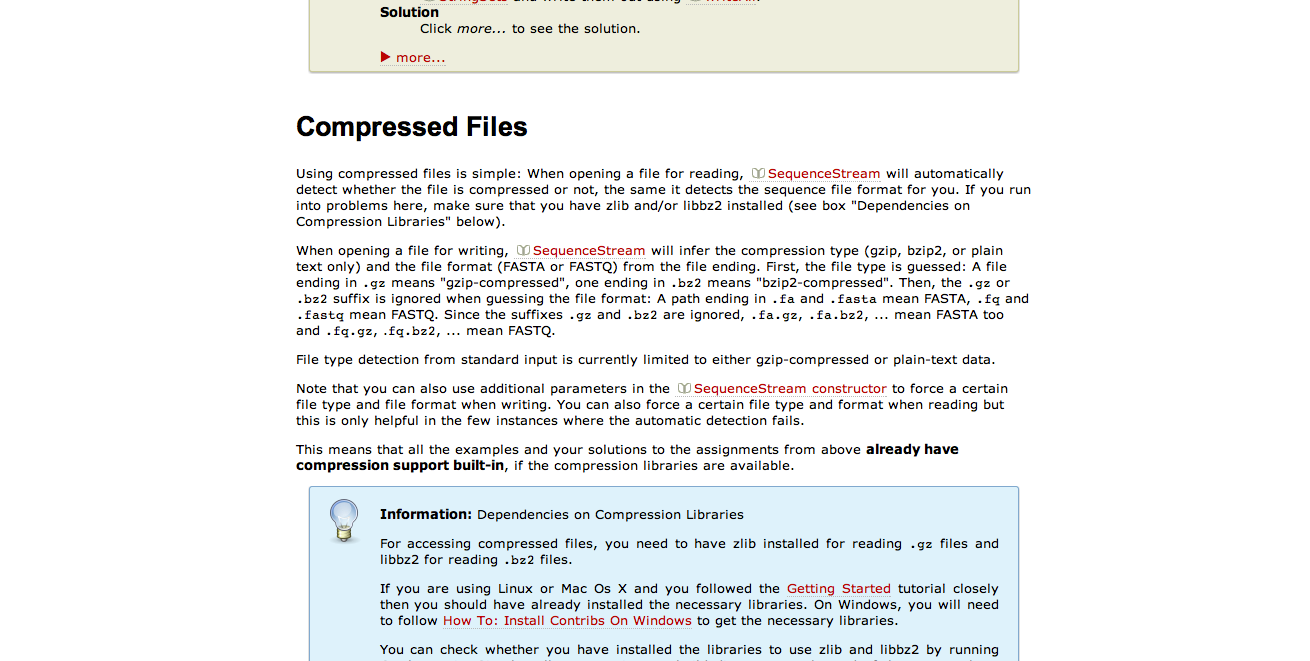 StringSets and write them out using writeAll.
Solution
Click more... to see the solution.
more...
Compressed Files
Using compressed files is simple: When opening a file for reading, SequenceStream will automatically
detect whether the file is compressed or not, the same it detects the sequence file format for you. If you run
into problems here, make sure that you have zlib and/or libbz2 installed (see box "Dependencies on
Compression Libraries" below).
When opening a file for writing, SequenceStream will infer the compression type (gzip, bzip2, or plain
text only) and the file format (FASTA or FASTQ) from the file ending. First, the file type is guessed: A file
ending in .gz means "gzip-compressed", one ending in .bz2 means "bzip2-compressed". Then, the .gz or
.bz2 suffix is ignored when guessing the file format: A path ending in .fa and .fasta mean FASTA, .fq and
.fastq mean FASTQ. Since the suffixes .gz and .bz2 are ignored, .fa.gz, .fa.bz2, ... mean FASTA too
and .fq.gz, .fq.bz2, ... mean FASTQ.
File type detection from standard input is currently limited to either gzip-compressed or plain-text data.
Note that you can also use additional parameters in the SequenceStream constructor to force a certain
file type and file format when writing. You can also force a certain file type and format when reading but
this is only helpful in the few instances where the automatic detection fails.
This means that all the examples and your solutions to the assignments from above already have
compression support built-in, if the compression libraries are available.
Information: Dependencies on Compression Libraries
For accessing compressed files, you need to have zlib installed for reading .gz files and
libbz2 for reading .bz2 files.
If you are using Linux or Mac Os X and you followed the Getting Started tutorial closely
then you should have already installed the necessary libraries. On Windows, you will need
to follow How To: Install Contribs On Windows to get the necessary libraries.
You can check whether you have installed the libraries to use zlib and libbz2 by running